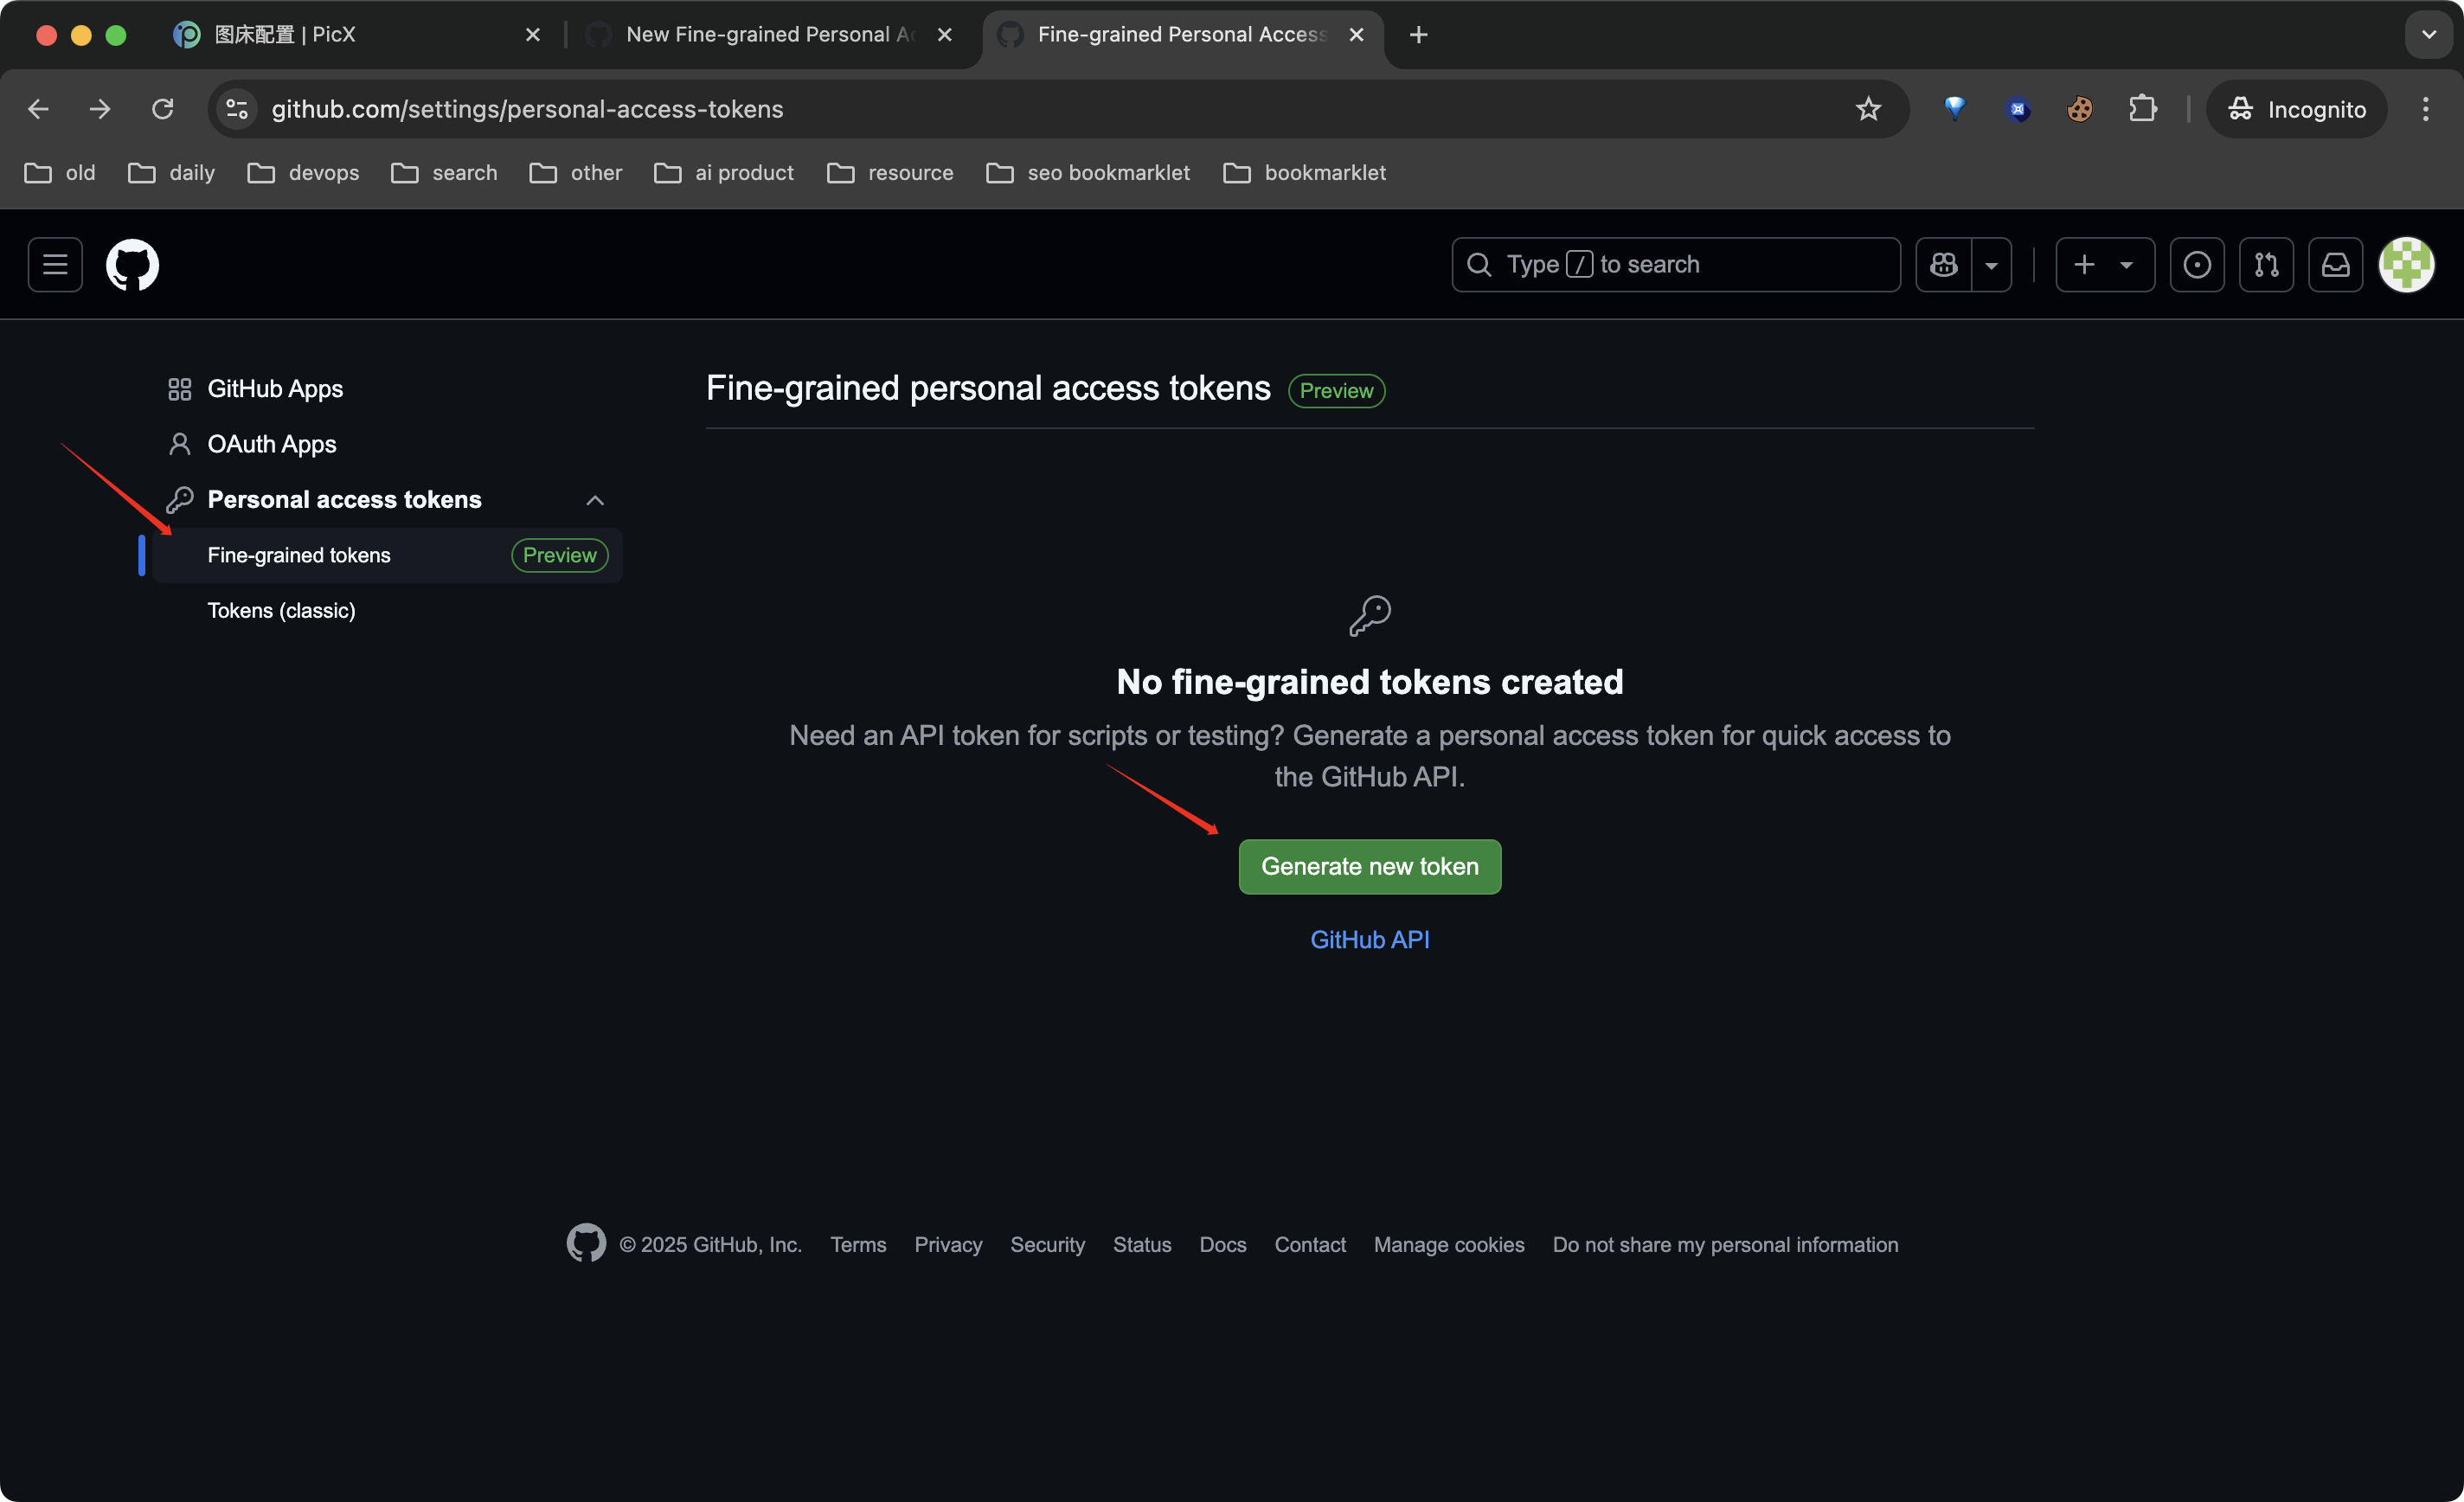 图床配置 | PicX
New Fine-grained Personal Ac
Fine-grained Personal Access
github.com/settings/personal-access-tokens
Incognito
old
daily
devops
search
other
ai product
resource
seo bookmarklet
bookmarklet
Type / to search
GitHub Apps
OAuth Apps
Personal access tokens
Fine-grained tokens Preview
Tokens (classic)
Fine-grained personal access tokens Preview
No fine-grained tokens created
Need an API token for scripts or testing? Generate a personal access token for quick access to
the GitHub API.
Generate new token
GitHub API
© 2025 GitHub, Inc. Terms Privacy Security Status Docs Contact Manage cookies Do not share my personal information